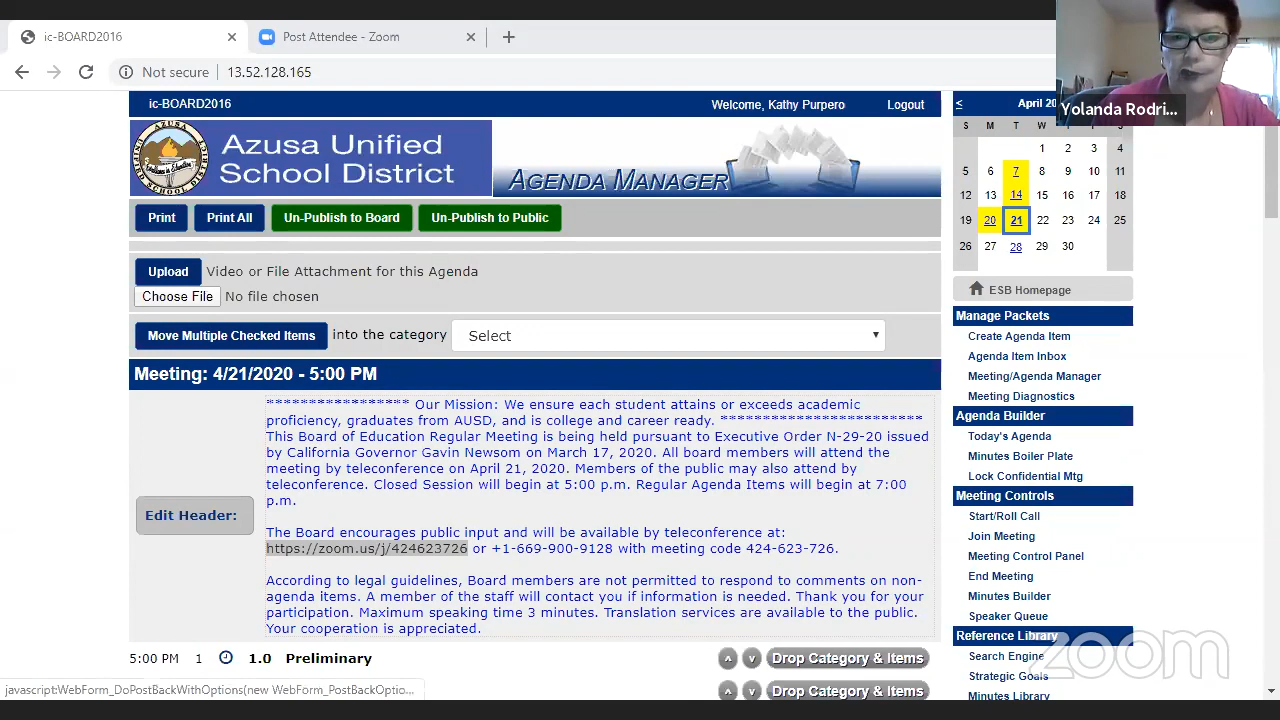 ic-BOARD2016
Post Attendee - Zoom
Not secure 13.52.128.165
ic-BOARD2016 Welcome, Kathy Purpero Logout
Azusa Unified
School District
AGENDA MANAGER
Print Print All Un-Publish to Board Un-Publish to Public
Upload Video or File Attachment for this Agenda
Choose File No file chosen
Move Multiple Checked Items into the category Select
Meeting: 4/21/2020 - 5:00 PM
***************** Our Mission: We ensure each student attains or exceeds academic
proficiency, graduates from AUSD, and is college and career ready. ************************
This Board of Education Regular Meeting is being held pursuant to Executive Order N-29-20 issued
by California Governor Gavin Newsom on March 17, 2020. All board members will attend the
meeting by teleconference on April 21, 2020. Members of the public may also attend by
teleconference. Closed Session will begin at 5:00 p.m. Regular Agenda Items will begin at 7:00
p.m.
Edit Header:
The Board encourages public input and will be available by teleconference at:
https://zoom.us/j/424623726 or +1-669-900-9128 with meeting code 424-623-726.
According to legal guidelines, Board members are not permitted to respond to comments on non-
agenda items. A member of the staff will contact you if information is needed. Thank you for your
participation. Maximum speaking time 3 minutes. Translation services are available to the public.
Your cooperation is appreciated.
5:00 PM 1 1.0 Preliminary Drop Category & Items
Drop Category & Items
javascript:WebForm_DoPostBackWithOptions(new WebForm_PostBackOptio...
Yolanda Rodri...
< April 20
S M T W
1 2 3 4
5 6 7 8 9 10 11
12 13 14 15 16 17 18
19 20 21 22 23 24 25
26 27 28 29 30
ESB Homepage
Manage Packets
Create Agenda Item
Agenda Item Inbox
Meeting/Agenda Manager
Meeting Diagnostics
Agenda Builder
Today's Agenda
Minutes Boiler Plate
Lock Confidential Mtg
Meeting Controls
Start/Roll Call
Join Meeting
Meeting Control Panel
End Meeting
Minutes Builder
Speaker Queue
Reference Library
Search Engine
Strategic Goals
Minutes Library
zoom